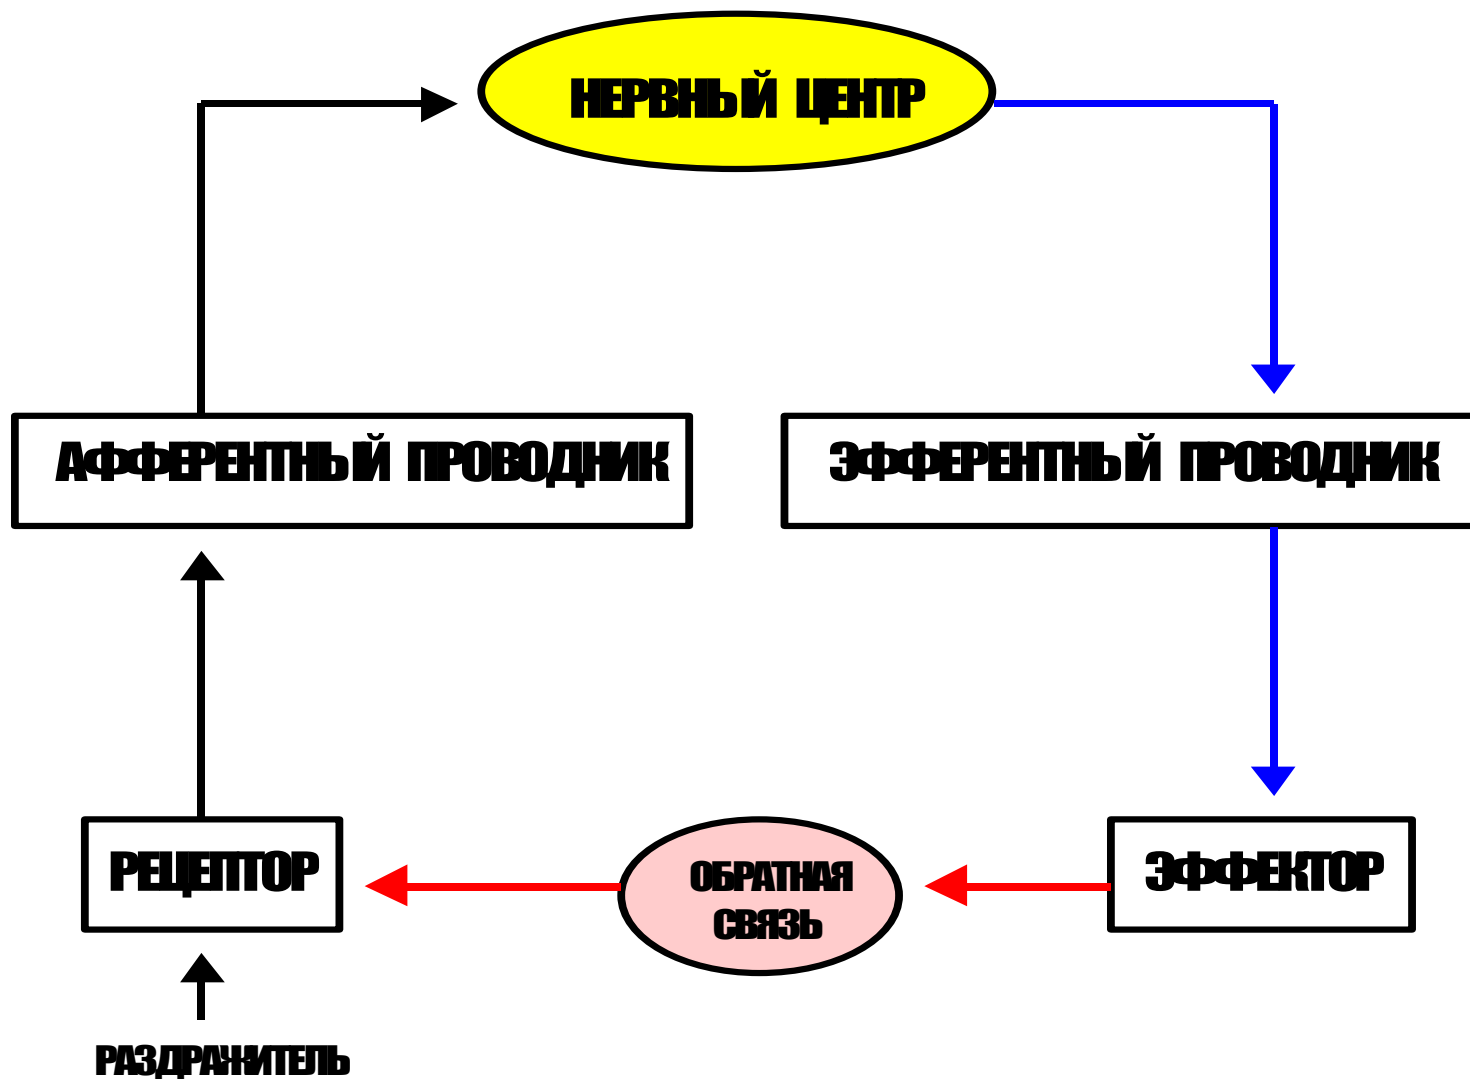 НЕРВНЫЙ ЦЕНТР
АФФЕРЕНТНЫЙ ПРОВОДНИК
ЭФФЕРЕНТНЫЙ ПРОВОДНИК
РЕЦЕПТОР
ОБРАТНАЯ
СВЯЗЬ
ЭФФЕКТОР
РАЗДРАЖИТЕЛЬ